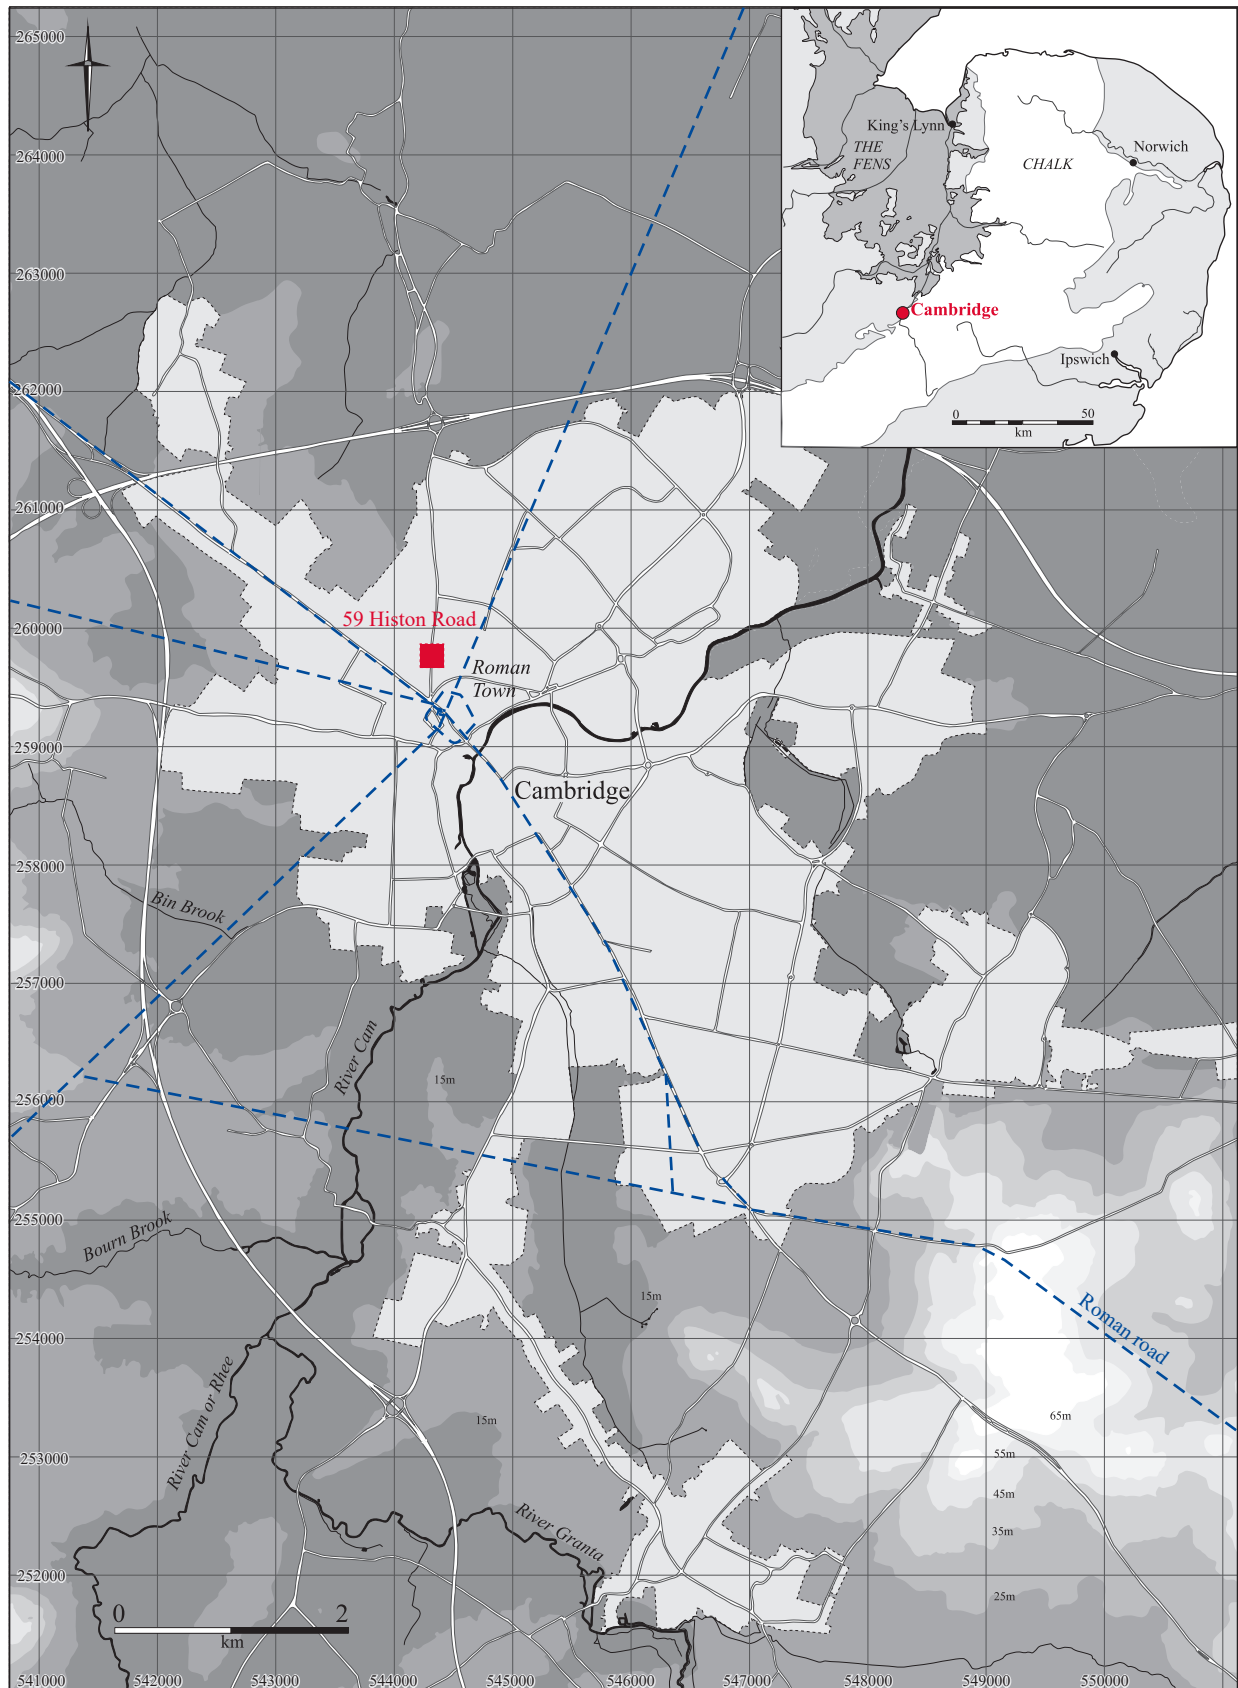 265000
264000
263000
262000
261000
260000
259000
258000
257000
256000
255000
254000
253000
252000
541000
542000
543000
544000
545000
546000
547000
548000
549000
550000
King's Lynn
THE
FENS
CHALK
Norwich
Cambridge
Ipswich
0
50
km
59 Histon Road
Roman
Town
Cambridge
Bin Brook
River Cam
15m
Bourn Brook
15m
Roman road
River Cam or Rhee
15m
65m
55m
45m
35m
25m
River Granta
0
2
km